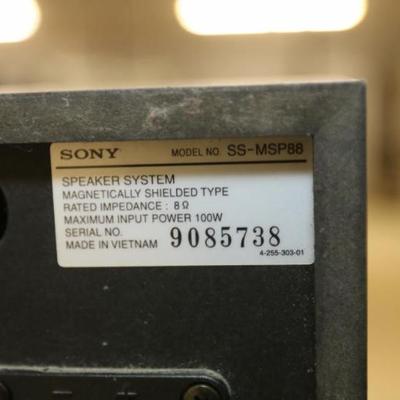 SONY MODEL NO. SS-MSP88
SPEAKER SYSTEM
MAGNETICALLY SHIELDED TYPE
RATED IMPEDANCE : 8Ω
MAXIMUM INPUT POWER 100W
SERIAL NO. 9085738
MADE IN VIETNAM
4-255-303-01
− +